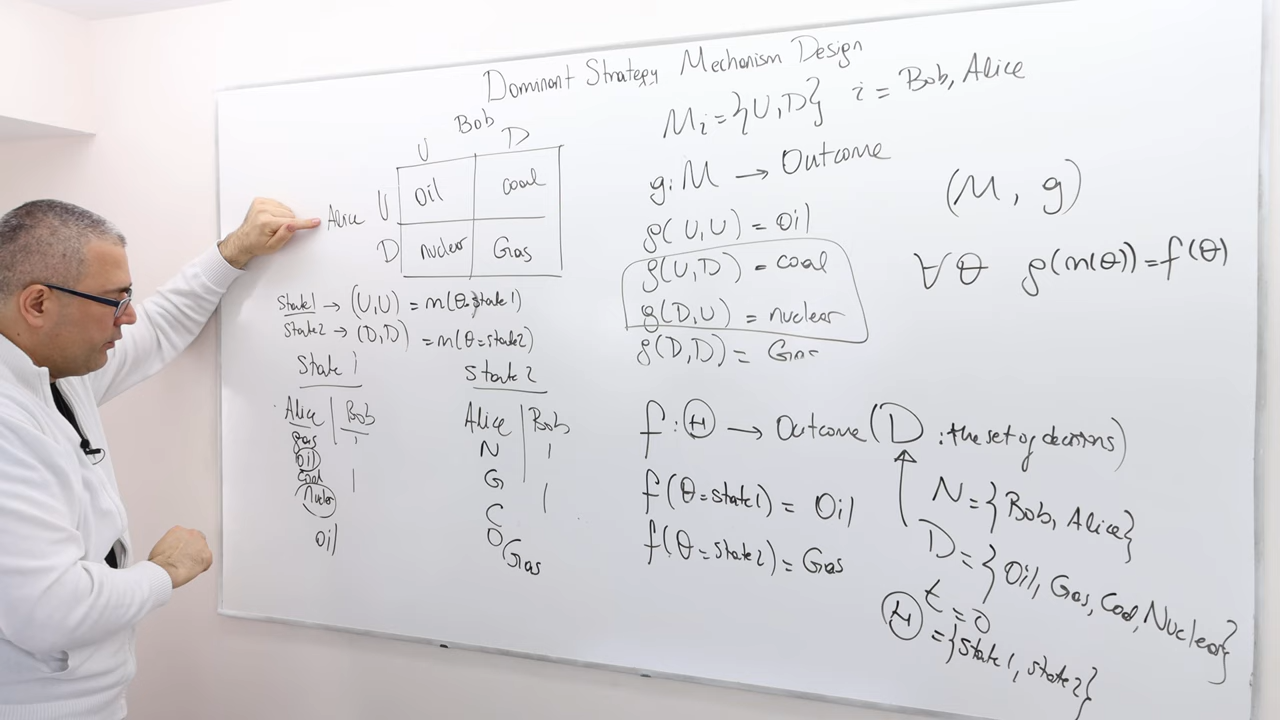 Dominant Strategy Mechanism Design
Bob
U D
Alice
U Oil Coal
D nuclear Gas
State1 → (U,U) = m(θ=state1)
State2 → (D,D) = m(θ=state2)
State 1
Alice | Bob
gas
Oil
Coal
nuclear
Oil
State 2
Alice | Bob
N
G
C
O
Gas
Mi = {U,D} i = Bob, Alice
g: M → Outcome
g(U,U) = Oil
g(U,D) = coal
g(D,U) = nuclear
g(D,D) = Gas
(M, g)
∀θ g(m(θ)) = f(θ)
f: Θ → Outcome (D : the set of decisions)
f(θ=state1) = Oil
f(θ=state2) = Gas
N = {Bob, Alice}
D = {Oil, Gas, Coal, Nuclear}
t = 0
Θ = {state1, state2}